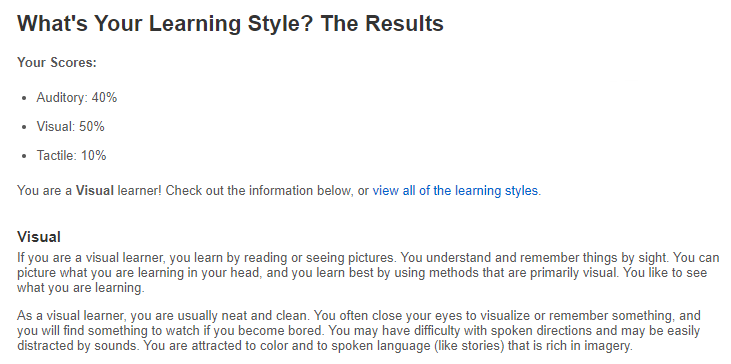 What's Your Learning Style? The Results
Your Scores:
• Auditory: 40%
• Visual: 50%
• Tactile: 10%
You are a Visual learner! Check out the information below, or view all of the learning styles.
Visual
If you are a visual learner, you learn by reading or seeing pictures. You understand and remember things by sight. You can
picture what you are learning in your head, and you learn best by using methods that are primarily visual. You like to see
what you are learning.
As a visual learner, you are usually neat and clean. You often close your eyes to visualize or remember something, and
you will find something to watch if you become bored. You may have difficulty with spoken directions and may be easily
distracted by sounds. You are attracted to color and to spoken language (like stories) that is rich in imagery.